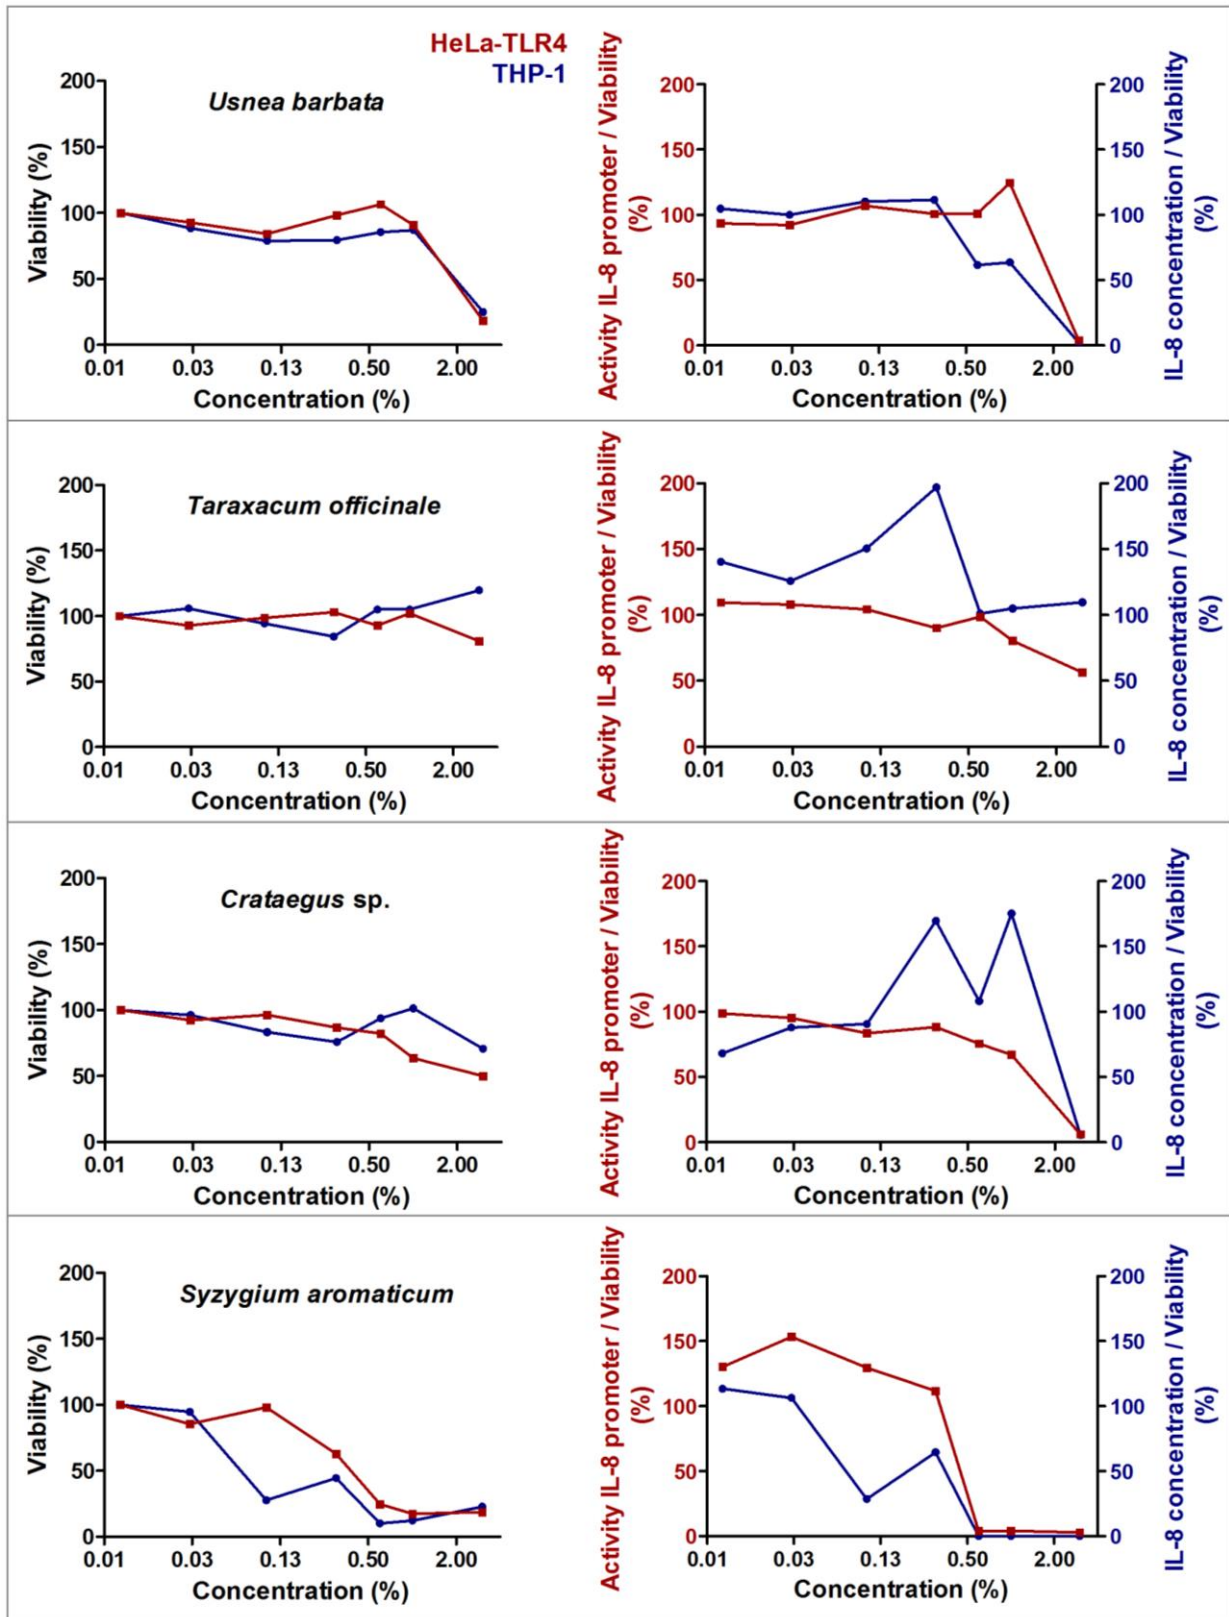 HeLa-TLR4
THP-1
Usnea barbata
Viability (%)
200
150
100
50
0
0.01 0.03 0.13 0.50 2.00
Concentration (%)
Activity IL-8 promoter / Viability
(%)
200
150
100
50
0
0.01 0.03 0.13 0.50 2.00
Concentration (%)
200
150
100
50
0
IL-8 concentration / Viability
(%)
Taraxacum officinale
Viability (%)
200
150
100
50
0
0.01 0.03 0.13 0.50 2.00
Concentration (%)
Activity IL-8 promoter / Viability
(%)
200
150
100
50
0
0.01 0.03 0.13 0.50 2.00
Concentration (%)
200
150
100
50
0
IL-8 concentration / Viability
(%)
Crataegus sp.
Viability (%)
200
150
100
50
0
0.01 0.03 0.13 0.50 2.00
Concentration (%)
Activity IL-8 promoter / Viability
(%)
200
150
100
50
0
0.01 0.03 0.13 0.50 2.00
Concentration (%)
200
150
100
50
0
IL-8 concentration / Viability
(%)
Syzygium aromaticum
Viability (%)
200
150
100
50
0
0.01 0.03 0.13 0.50 2.00
Concentration (%)
Activity IL-8 promoter / Viability
(%)
200
150
100
50
0
0.01 0.03 0.13 0.50 2.00
Concentration (%)
200
150
100
50
0
IL-8 concentration / Viability
(%)